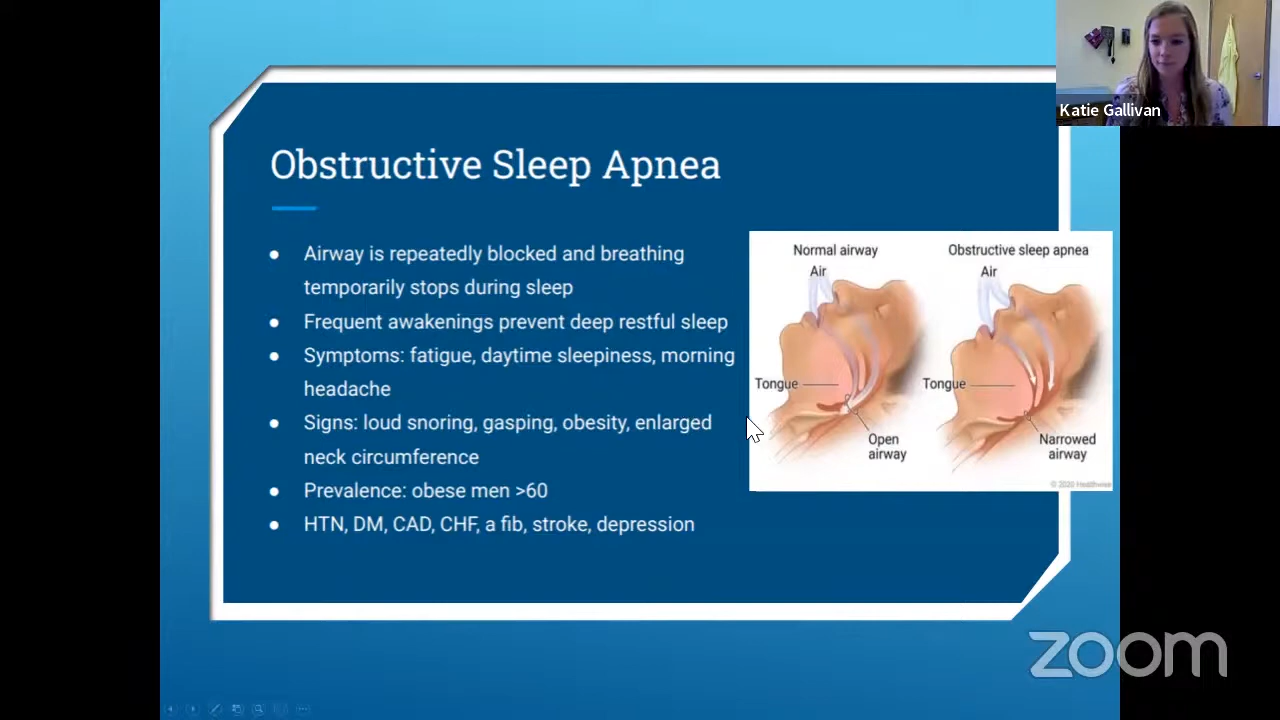 Katie Gallivan
Obstructive Sleep Apnea
● Airway is repeatedly blocked and breathing
temporarily stops during sleep
● Frequent awakenings prevent deep restful sleep
● Symptoms: fatigue, daytime sleepiness, morning
headache
● Signs: loud snoring, gasping, obesity, enlarged
neck circumference
● Prevalence: obese men >60
● HTN, DM, CAD, CHF, a fib, stroke, depression
Normal airway
Air
Tongue
Open
airway
Obstructive sleep apnea
Air
Tongue
Narrowed
airway
© 2020 Healthwise
zoom